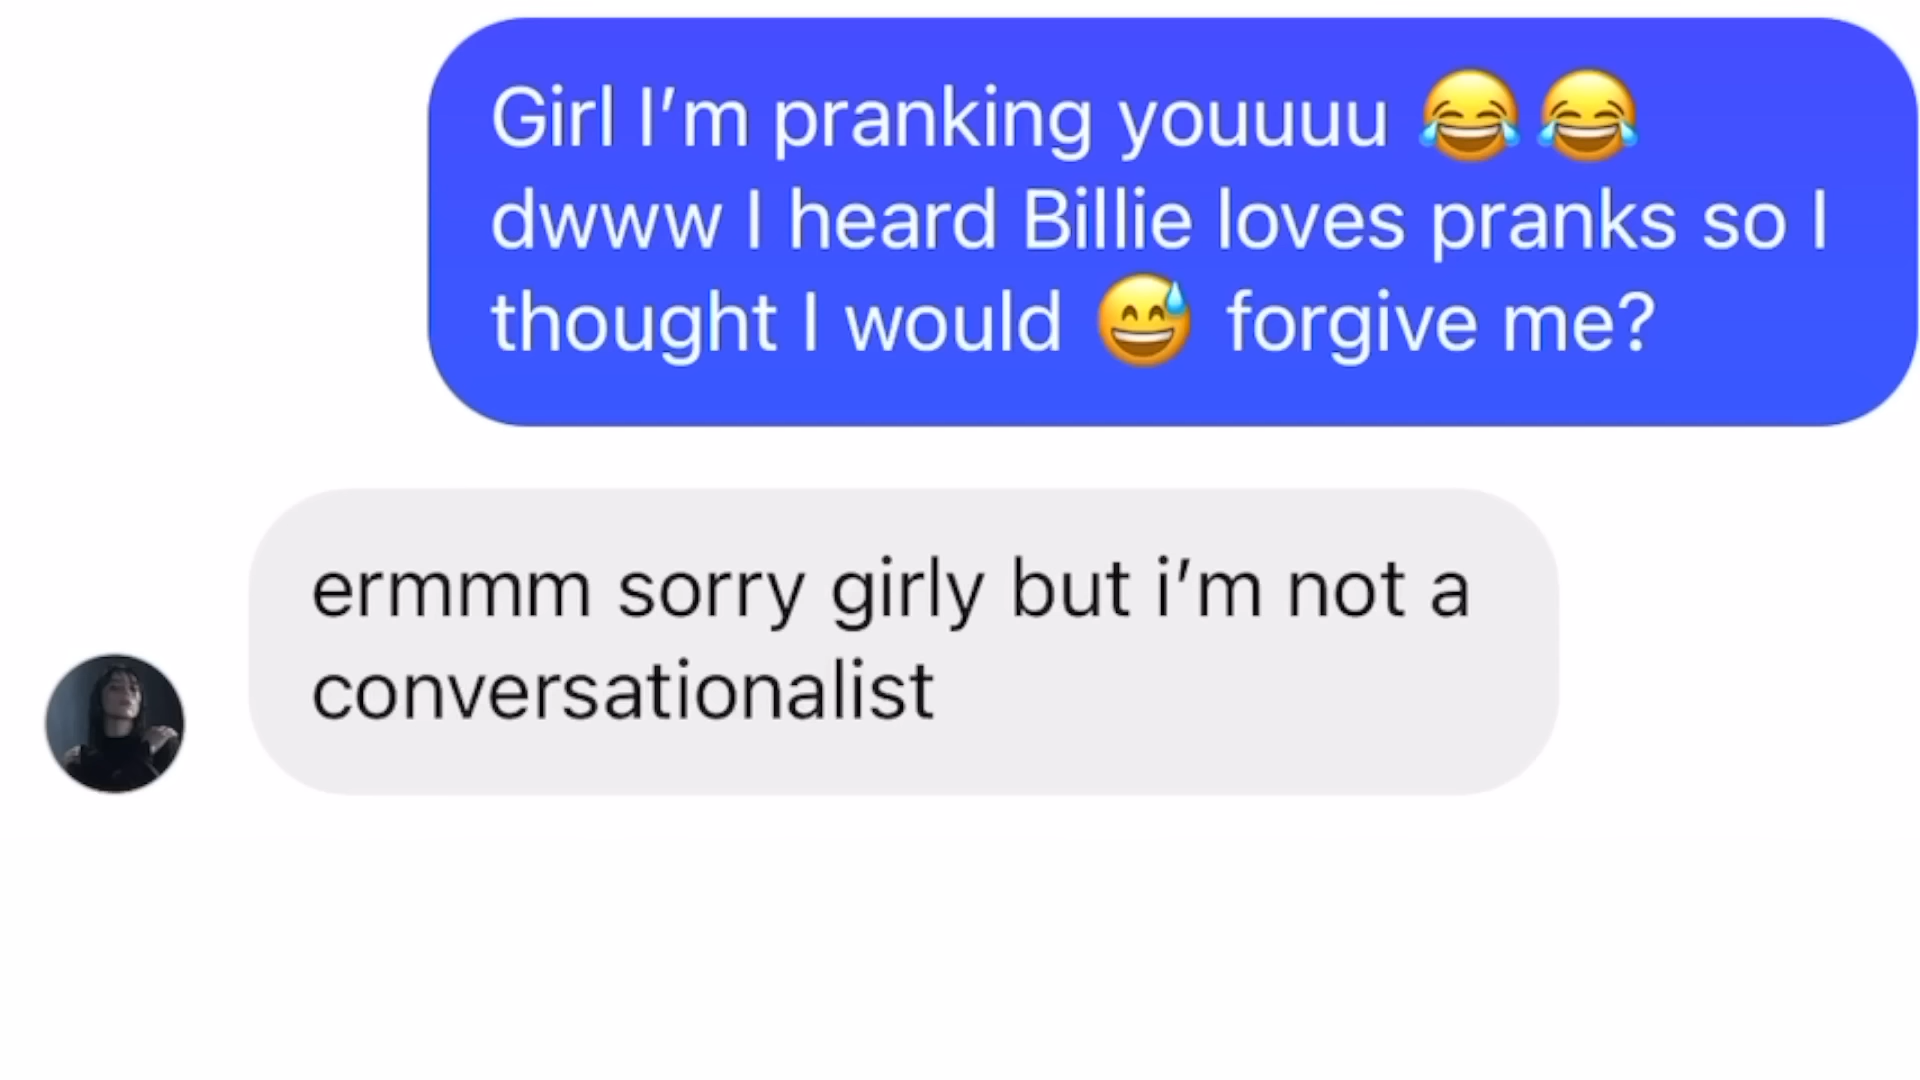 Girl I’m pranking youuuu 😂😂
dwww I heard Billie loves pranks so I
thought I would 😅 forgive me?
ermmm sorry girly but i’m not a
conversationalist